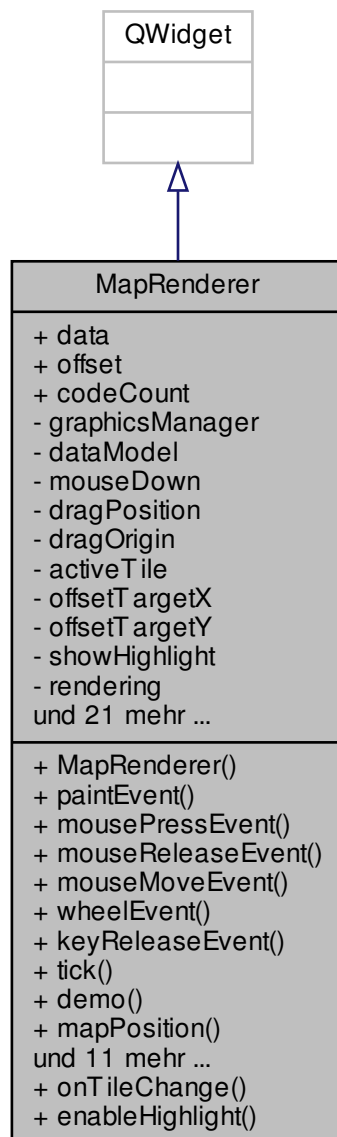 QWidget
MapRenderer
+ data
+ offset
+ codeCount
- graphicsManager
- dataModel
- mouseDown
- dragPosition
- dragOrigin
- activeTile
- offsetTargetX
- offsetTargetY
- showHighlight
- rendering
und 21 mehr ...
+ MapRenderer()
+ paintEvent()
+ mousePressEvent()
+ mouseReleaseEvent()
+ mouseMoveEvent()
+ wheelEvent()
+ keyReleaseEvent()
+ tick()
+ demo()
+ mapPosition()
und 11 mehr ...
+ onTileChange()
+ enableHighlight()